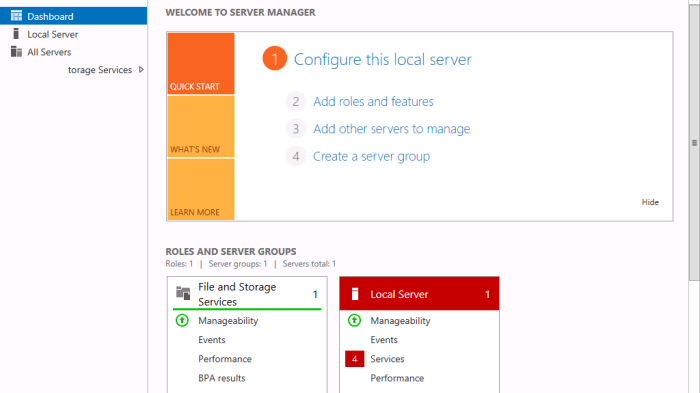 Dashboard
Local Server
All Servers
torage Services
WELCOME TO SERVER MANAGER
QUICK START
WHAT'S NEW
LEARN MORE
1 Configure this local server
2 Add roles and features
3 Add other servers to manage
4 Create a server group
Hide
ROLES AND SERVER GROUPS
Roles: 1 | Server groups: 1 | Servers total: 1
File and Storage
Services 1
Manageability
Events
Performance
BPA results
Local Server 1
Manageability
Events
4 Services
Performance